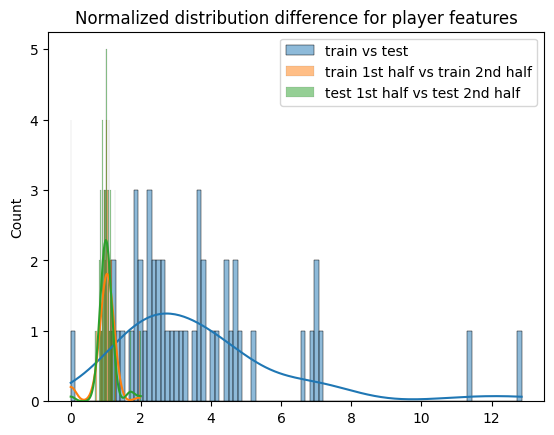 Normalized distribution difference for player features
train vs test
train 1st half vs train 2nd half
test 1st half vs test 2nd half
Count
5
4
3
2
1
0
0 2 4 6 8 10 12